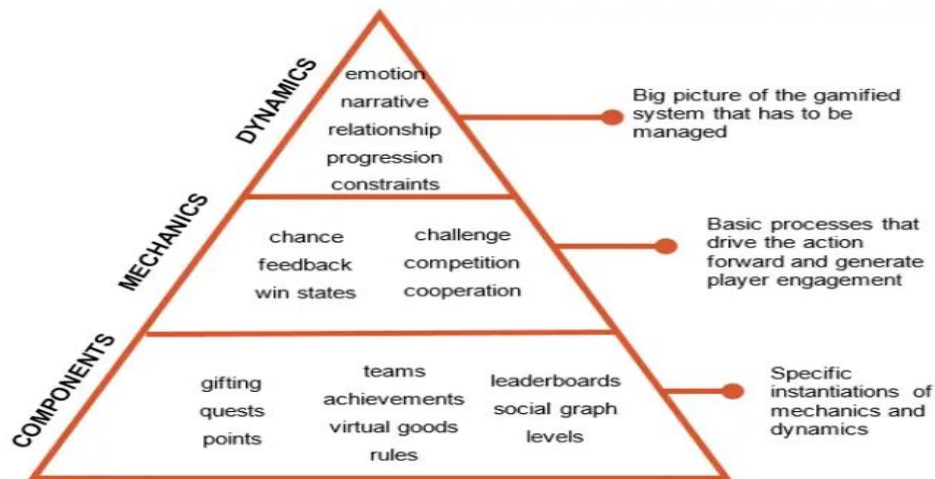 DYNAMICS
emotion
narrative
relationship
progression
constraints
Big picture of the gamified
system that has to be
managed
MECHANICS
chance
feedback
win states
challenge
competition
cooperation
Basic processes that
drive the action
forward and generate
player engagement
COMPONENTS
gifting
quests
points
teams
achievements
virtual goods
rules
leaderboards
social graph
levels
Specific
instantiations of
mechanics and
dynamics